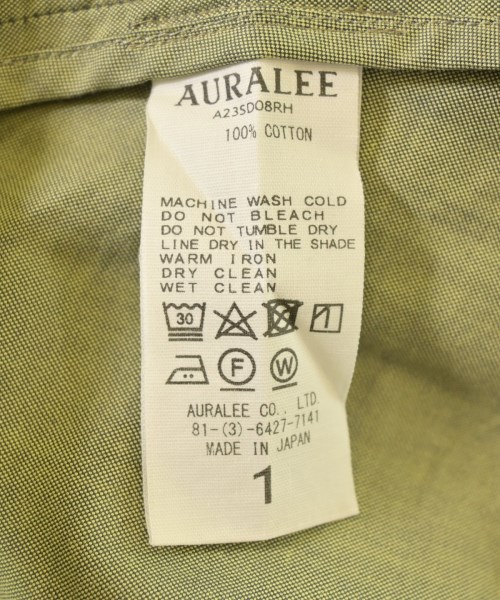 AURALEE
A23SD08RH
100% COTTON
MACHINE WASH COLD
DO NOT BLEACH
DO NOT TUMBLE DRY
LINE DRY IN THE SHADE
WARM IRON
DRY CLEAN
WET CLEAN
30
F W
AURALEE CO., LTD.
81-(3)-6427-7141
MADE IN JAPAN
1